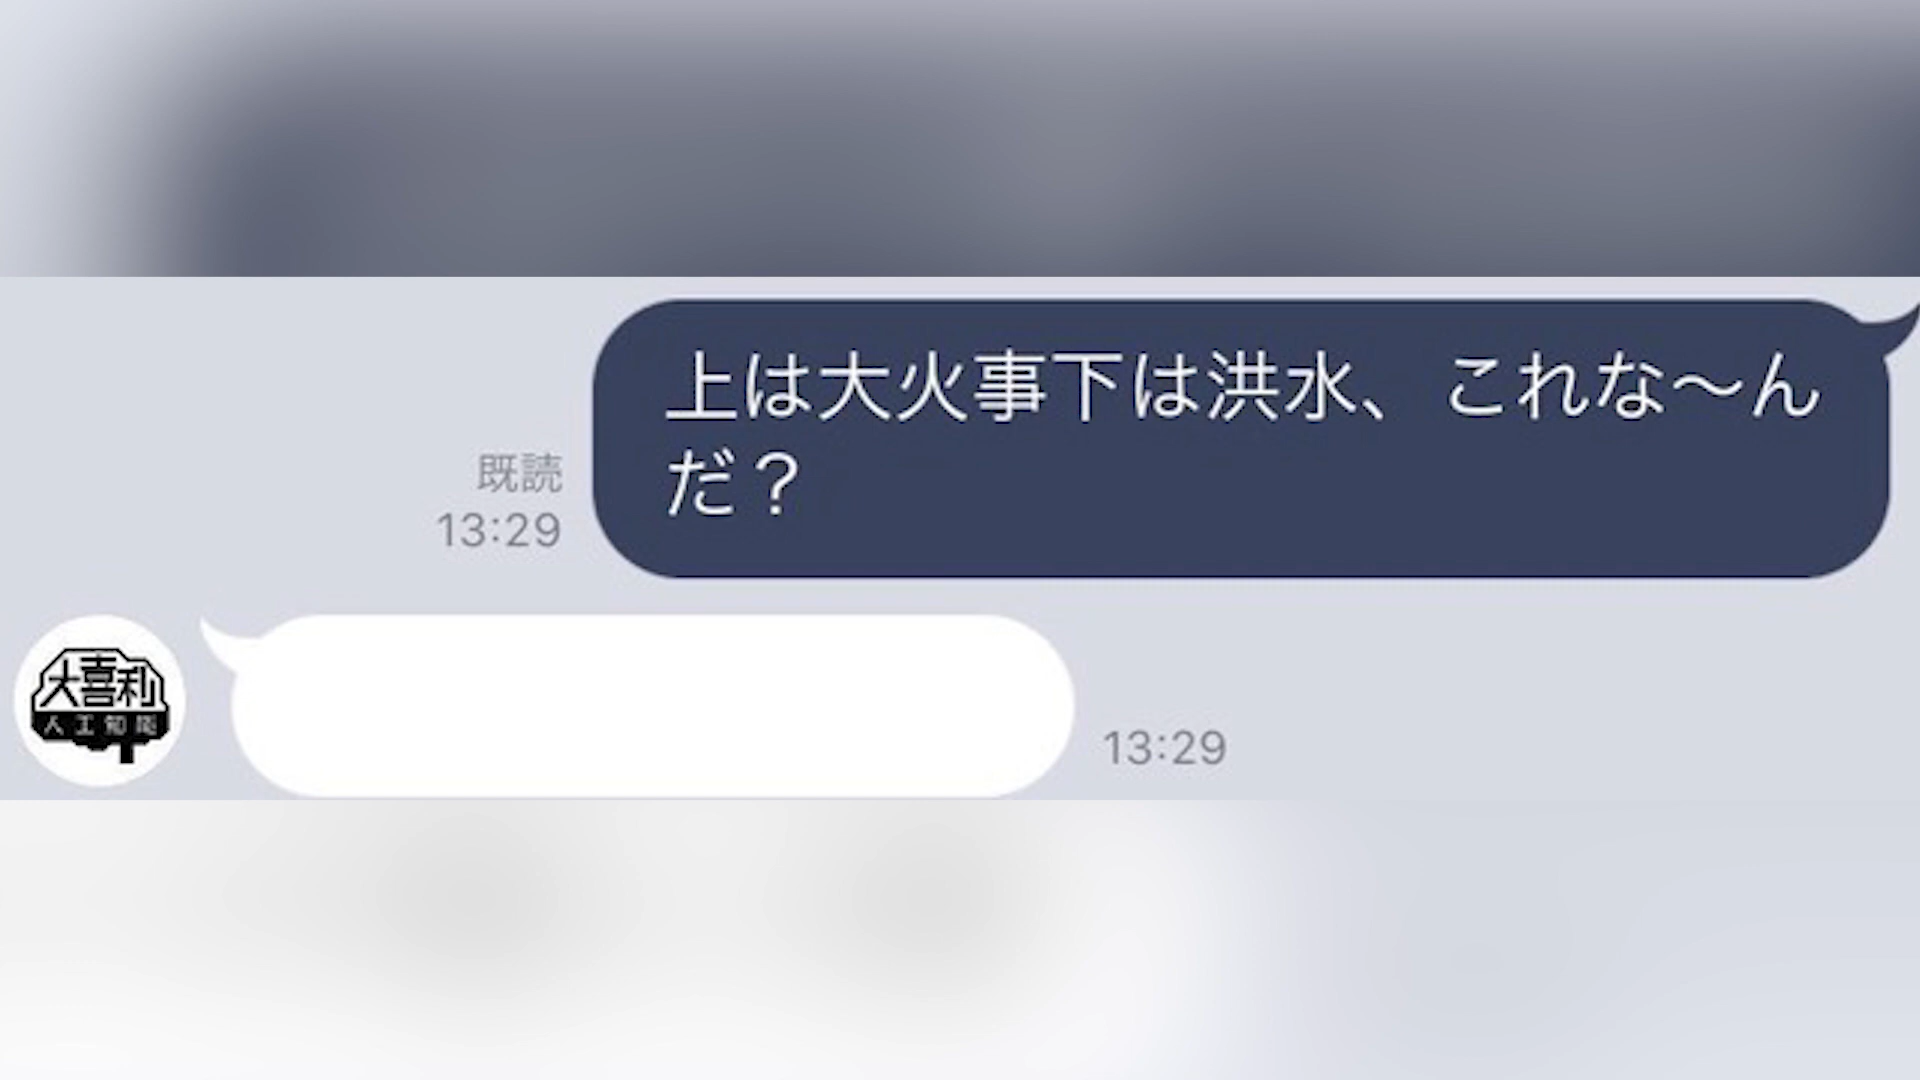 上は大火事下は洪水、これな〜ん
だ？
既読
13:29
大喜利
人工知能
13:29